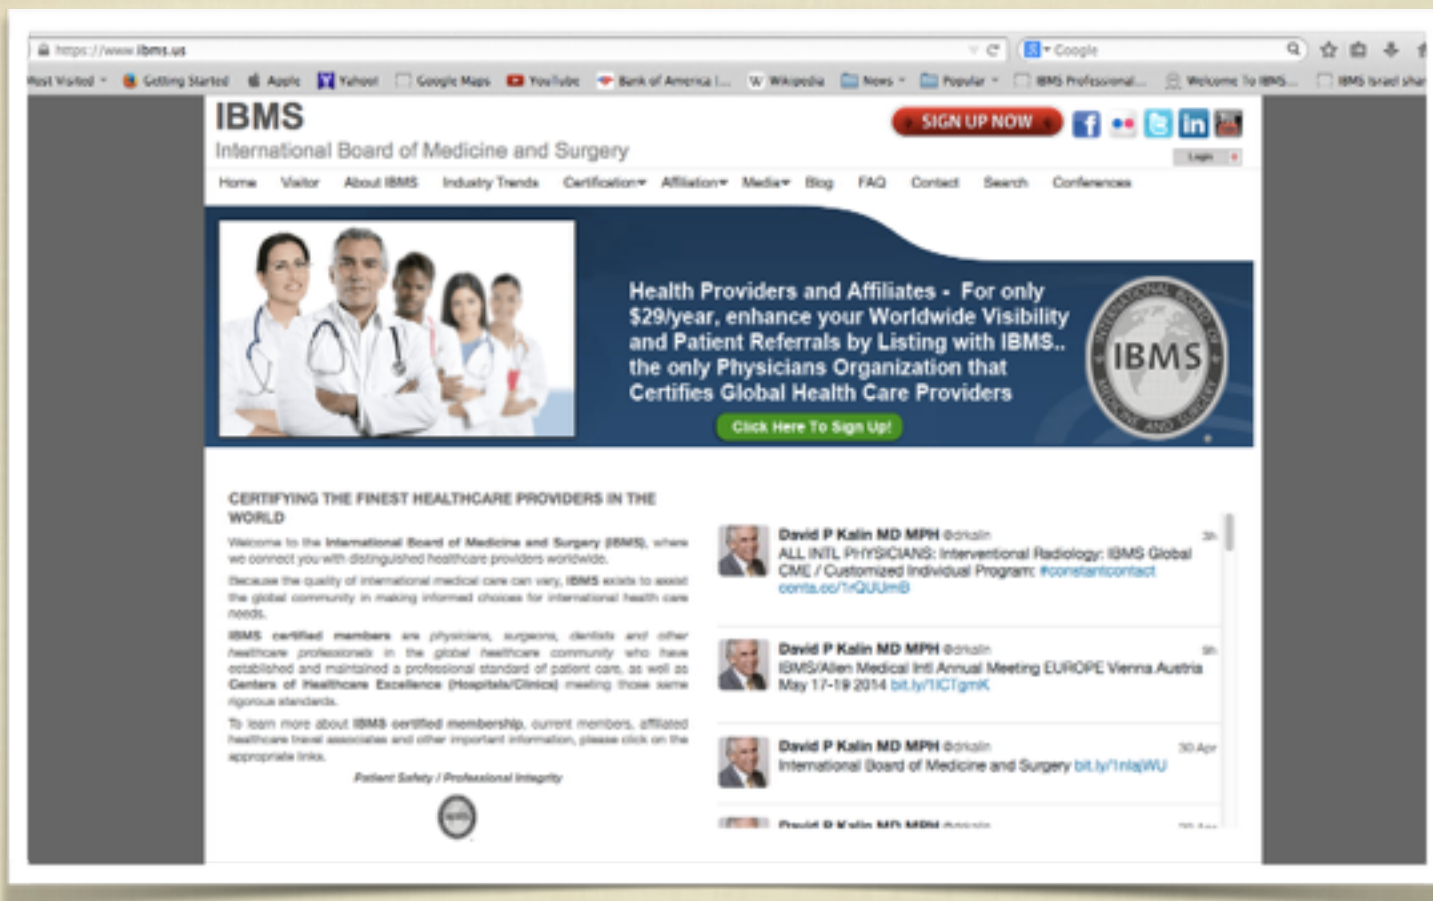 https://www.ibms.us
Google
Most Visited
Getting Started
Apple
Yahoo!
Google Maps
YouTube
Bank of America |...
Wikipedia
News
Popular
IBMS Professional...
Welcome To IBMS...
IBMS Israel shar
IBMS
International Board of Medicine and Surgery
SIGN UP NOW
Login
Home Visitor About IBMS Industry Trends Certification Affiliation Media Blog FAQ Contact Search Conferences
Health Providers and Affiliates - For only
$29/year, enhance your Worldwide Visibility
and Patient Referrals by Listing with IBMS..
the only Physicians Organization that
Certifies Global Health Care Providers
Click Here To Sign Up!
INTERNATIONAL BOARD OF
IBMS
MEDICINE AND SURGERY
CERTIFYING THE FINEST HEALTHCARE PROVIDERS IN THE
WORLD
Welcome to the International Board of Medicine and Surgery (IBMS), where
we connect you with distinguished healthcare providers worldwide.
Because the quality of international medical care can vary, IBMS exists to assist
the global community in making informed choices for international health care
needs.
IBMS certified members are physicians, surgeons, dentists and other
healthcare professionals in the global healthcare community who have
established and maintained a professional standard of patient care, as well as
Centers of Healthcare Excellence (Hospitals/Clinics) meeting those same
rigorous standards.
To learn more about IBMS certified membership, current members, affiliated
healthcare travel associates and other important information, please click on the
appropriate links.
Patient Safety / Professional Integrity
David P Kalin MD MPH @drkalin
ALL INTL PHYSICIANS: Interventional Radiology: IBMS Global
CME / Customized Individual Program: #constantcontact
conta.cc/1rQUUmB
David P Kalin MD MPH @drkalin 9h
IBMS/Allen Medical Intl Annual Meeting EUROPE Vienna Austria
May 17-19 2014 bit.ly/1lCTgmK
David P Kalin MD MPH @drkalin 30 Apr
International Board of Medicine and Surgery bit.ly/1nlajWU
David P Kalin MD MPH @drkalin